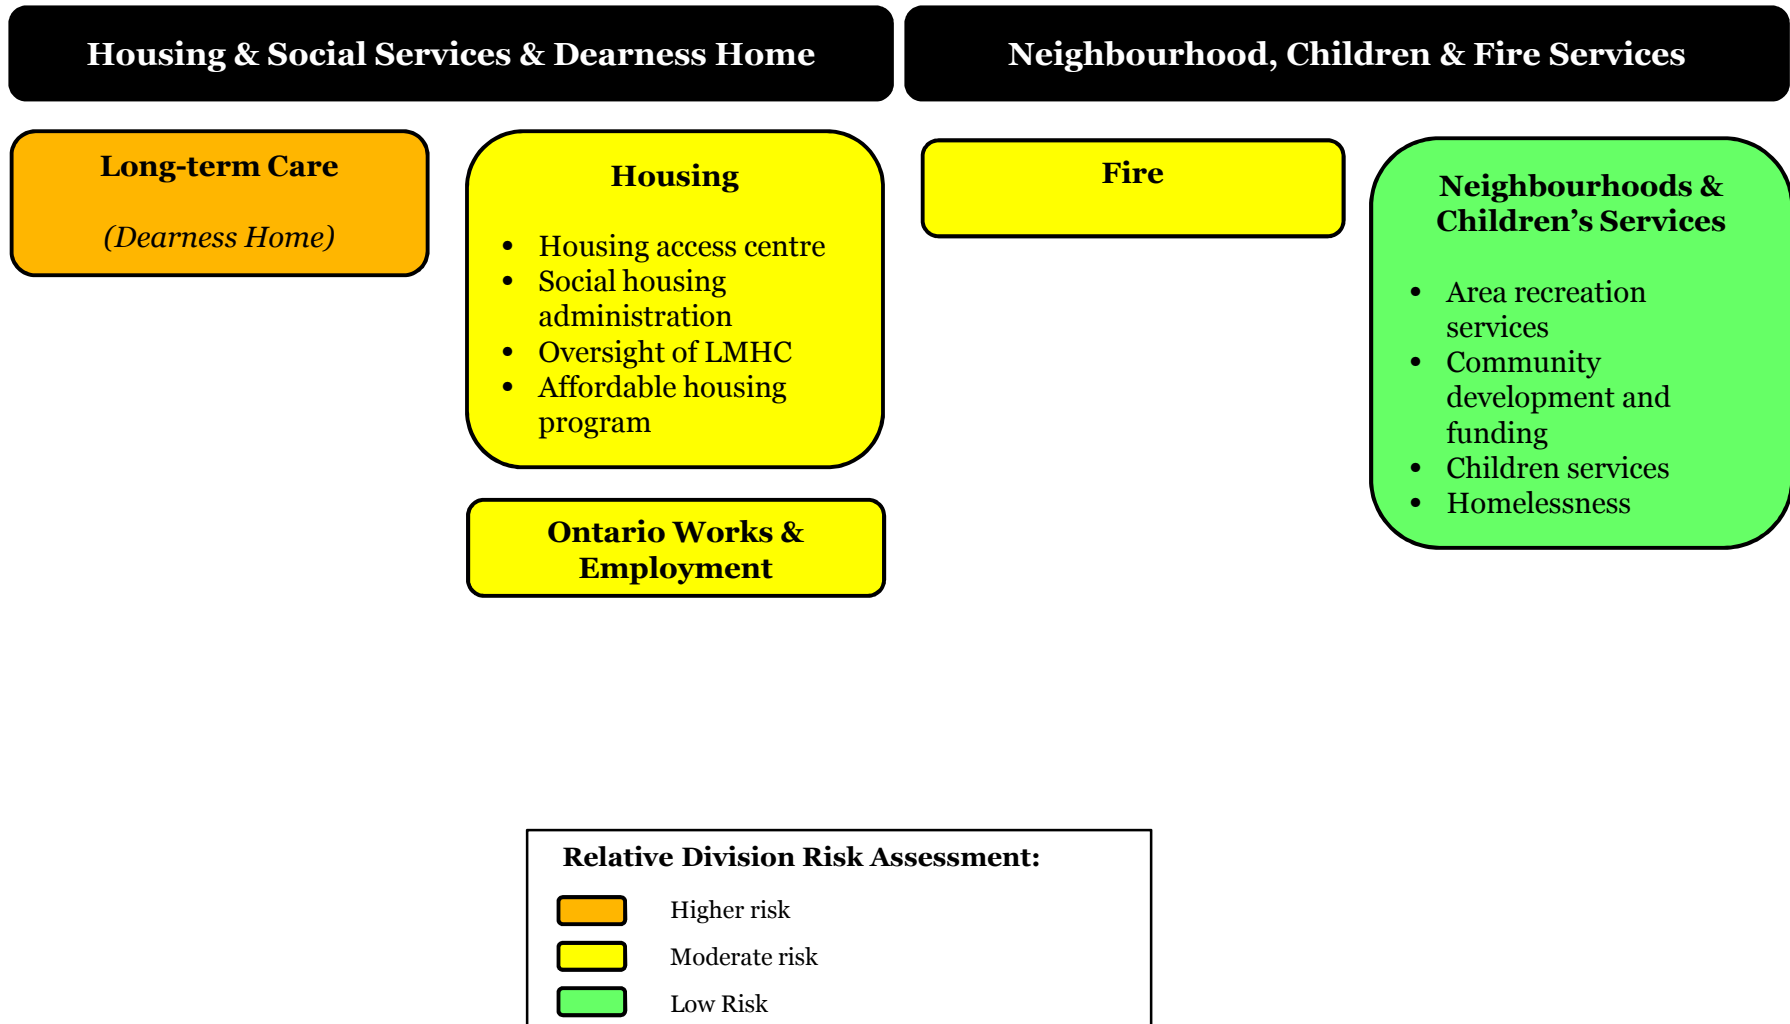 Housing & Social Services & Dearness Home
Neighbourhood, Children & Fire Services
Long-term Care
(Dearness Home)
Housing
• Housing access centre
• Social housing
administration
• Oversight of LMHC
• Affordable housing
program
Ontario Works &
Employment
Fire
Neighbourhoods &
Children’s Services
• Area recreation
services
• Community
development and
funding
• Children services
• Homelessness
Relative Division Risk Assessment:
Higher risk
Moderate risk
Low Risk